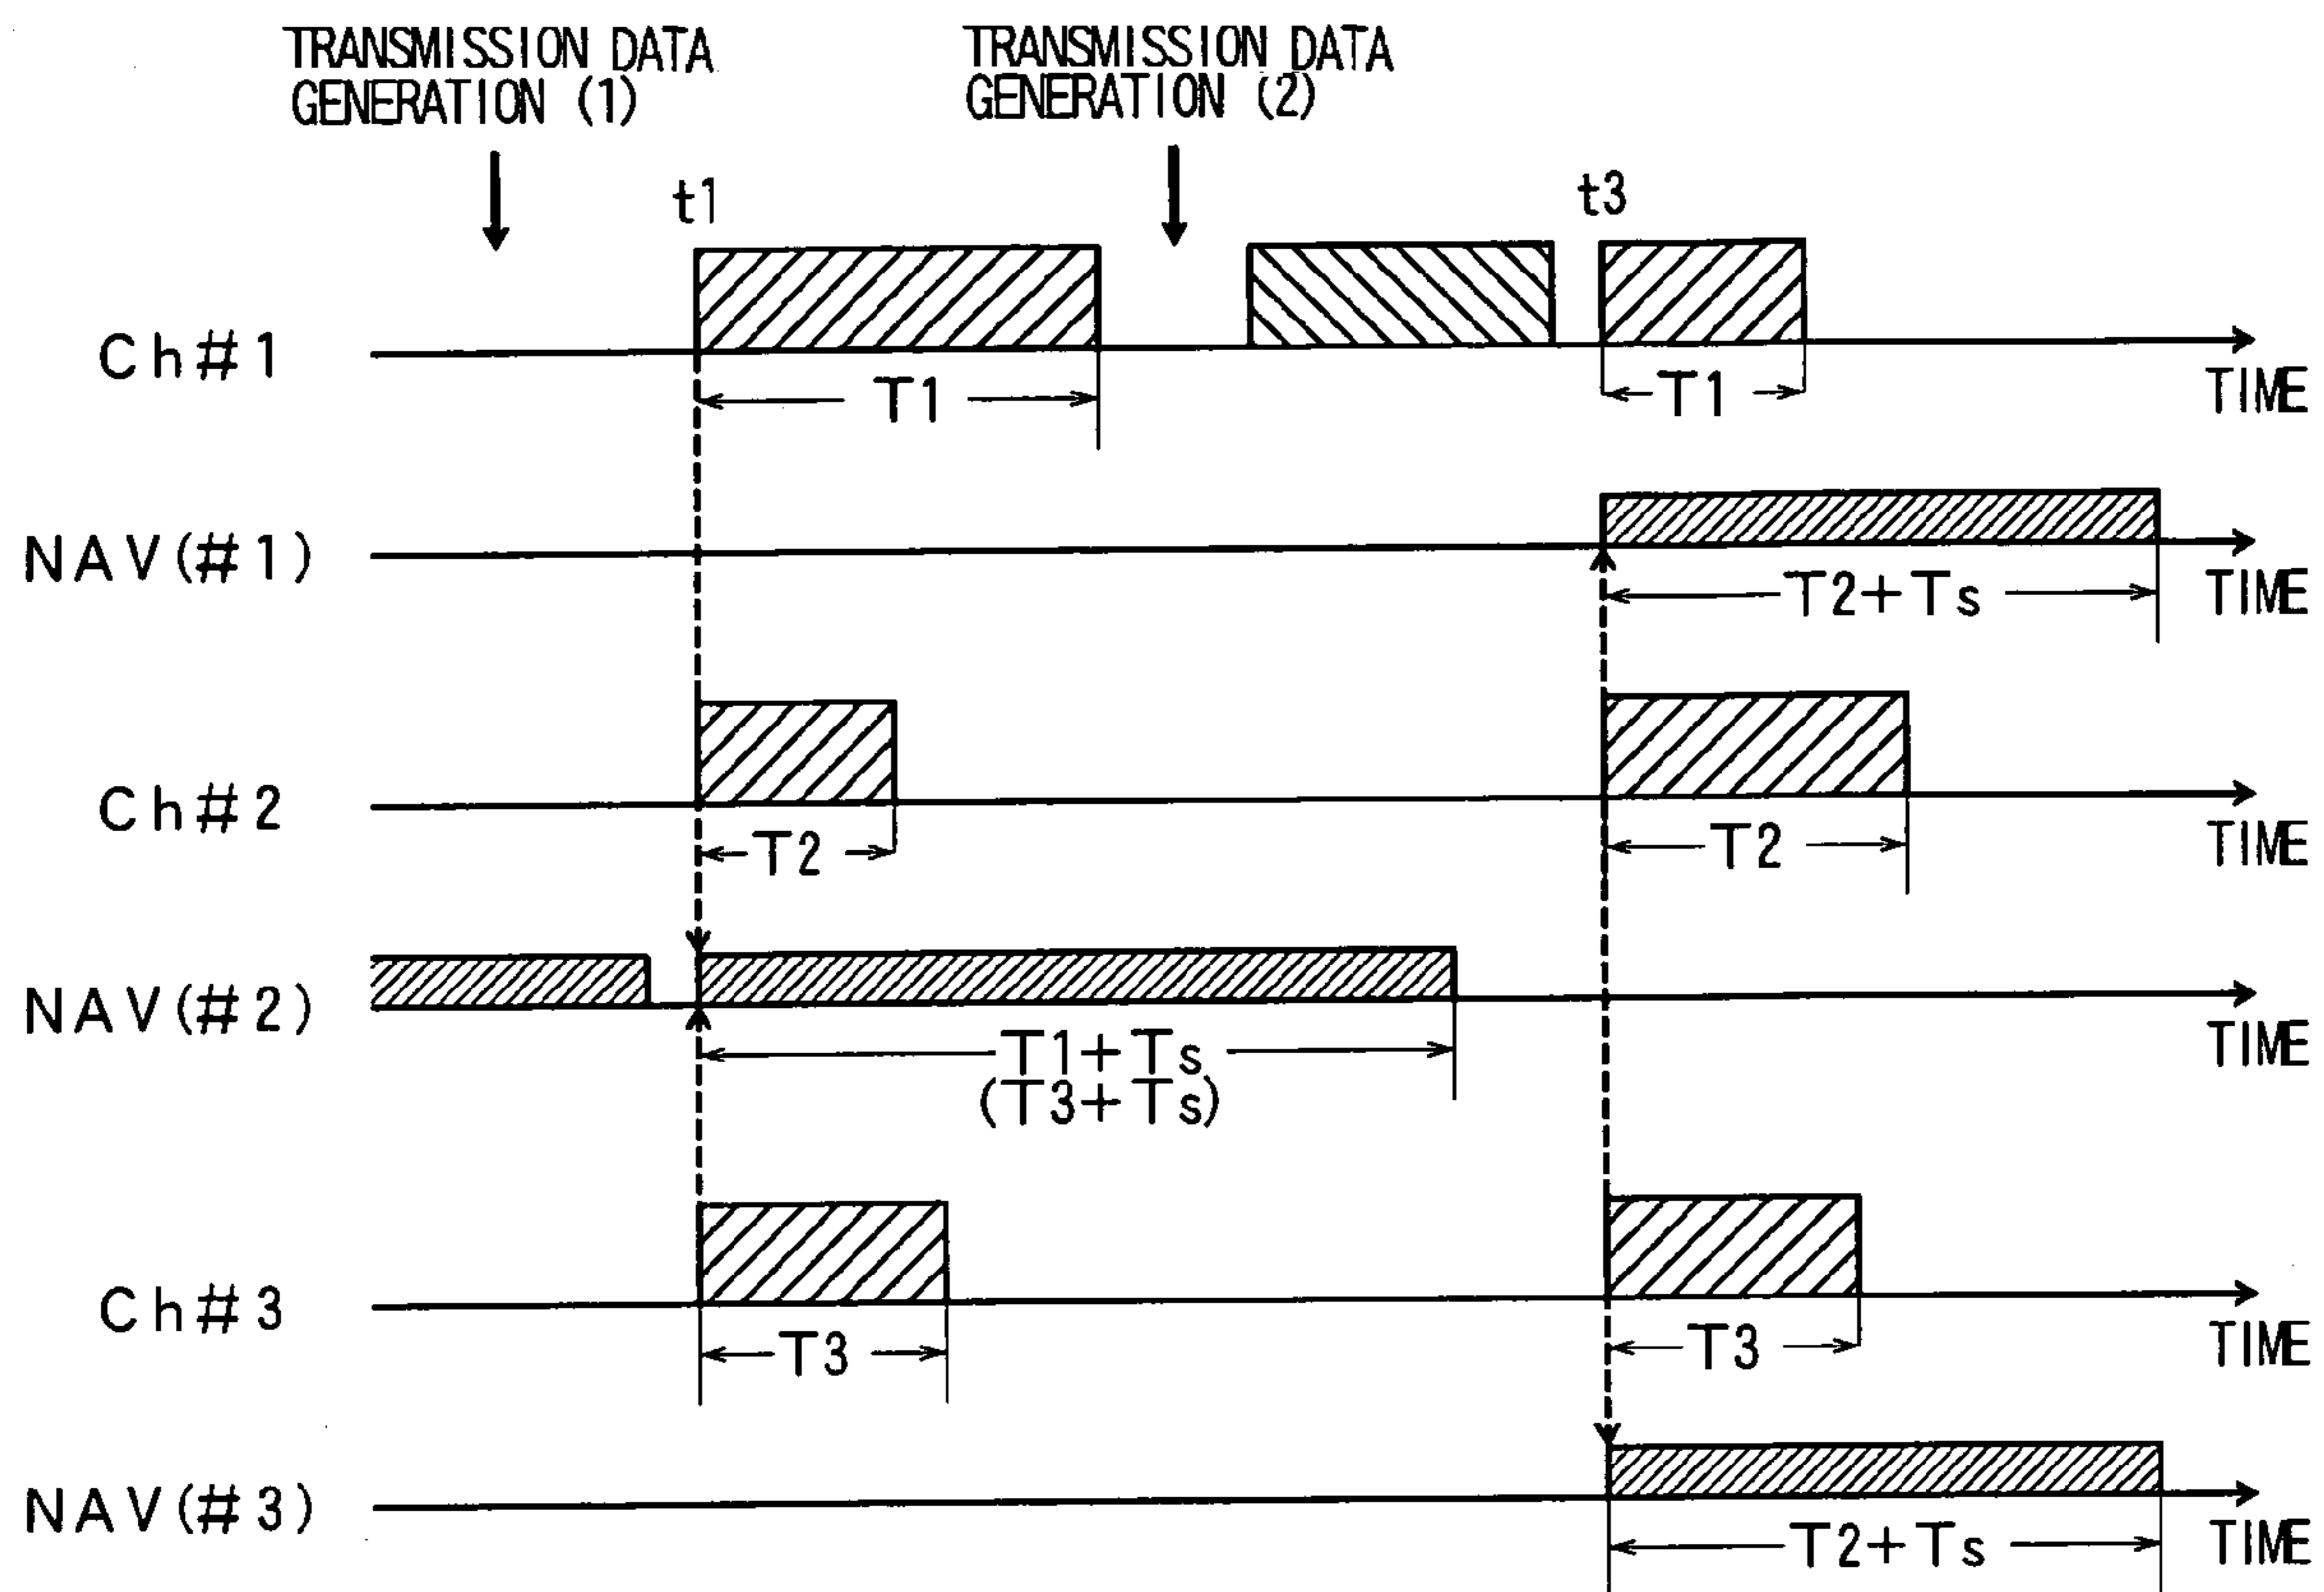 TRANSMISSION DATA
GENERATION (1)
TRANSMISSION DATA
GENERATION (2)
t1
t3
Ch#1
TIME
T1
T1
NAV(#1)
TIME
T2+Ts
Ch#2
TIME
T2
T2
NAV(#2)
TIME
T1+Ts
(T3+Ts)
Ch#3
TIME
T3
T3
NAV(#3)
TIME
T2+Ts